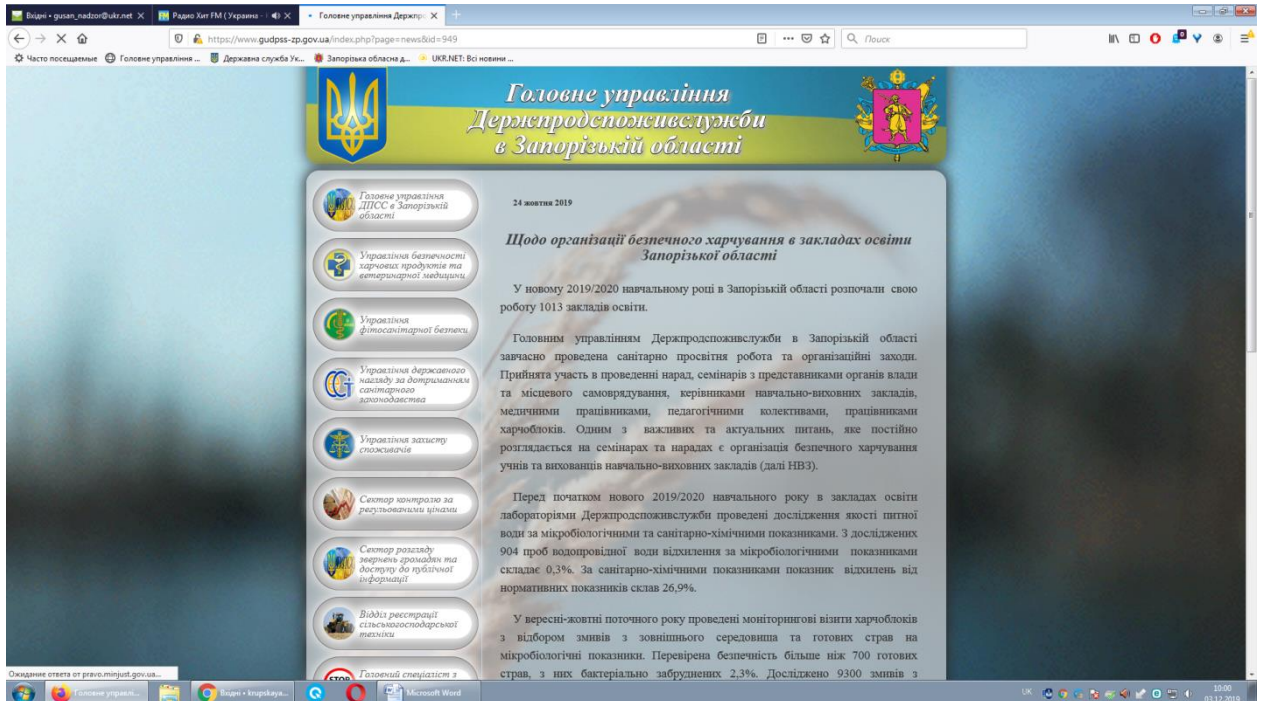 Вхідні • gusan_nadzor@ukr.net
Радио Хит FM ( Украина -
Головне управління Держпр
https://www.gudpss-zp.gov.ua/index.php?page=news&id=949
Поиск
Часто посещаемые
Головне управління ...
Державна служба Ук...
Запорізька обласна д...
UKR.NET: Всі новини ...
Головне управління
Держпродспоживслужби
в Запорізькій області
Головне управління
ДПСС в Запорізькій
області
Управління безпечності
харчових продуктів та
ветеринарної медицини
Управління
фітосанітарної безпеки
Управління державного
нагляду за дотриманням
санітарного
законодавства
Управління захисту
споживачів
Сектор контролю за
регульованими цінами
Сектор розгляду
звернень громадян та
доступу до публічної
інформації
Відділ реєстрації
сільськогосподарської
техніки
STOP
Головний спеціаліст з
24 жовтня 2019
Щодо організації безпечного харчування в закладах освіти
Запорізької області
У новому 2019/2020 навчальному році в Запорізькій області розпочали свою
роботу 1013 закладів освіти.
Головним управлінням Держпродспоживслужби в Запорізькій області
завчасно проведена санітарно просвітня робота та організаційні заходи.
Прийнята участь в проведенні нарад, семінарів з представниками органів влади
та місцевого самоврядування, керівниками навчально-виховних закладів,
медичними працівниками, педагогічними колективами, працівниками
харчоблоків. Одним з важливих та актуальних питань, яке постійно
розглядається на семінарах та нарадах є організація безпечного харчування
учнів та вихованців навчально-виховних закладів (далі НВЗ).
Перед початком нового 2019/2020 навчального року в закладах освіти
лабораторіями Держпродспоживслужби проведені дослідження якості питної
води за мікробіологічними та санітарно-хімічними показниками. З досліджених
904 проб водопровідної води відхилення за мікробіологічними показниками
складає 0,3%. За санітарно-хімічними показниками показник відхилень від
нормативних показників склав 26,9%.
У вересні-жовтні поточного року проведені моніторингові візити харчоблоків
з відбором змивів з зовнішнього середовища та готових страв на
мікробіологічні показники. Перевірена безпечність більше ніж 700 готових
страв, з них бактеріально забруднених 2,3%. Досліджено 9300 змивів з
Ожидание ответа от pravo.minjust.gov.ua...
Головне управлі...
Вхідні • krupskaya...
Microsoft Word
UK
10:00
03.12.2019